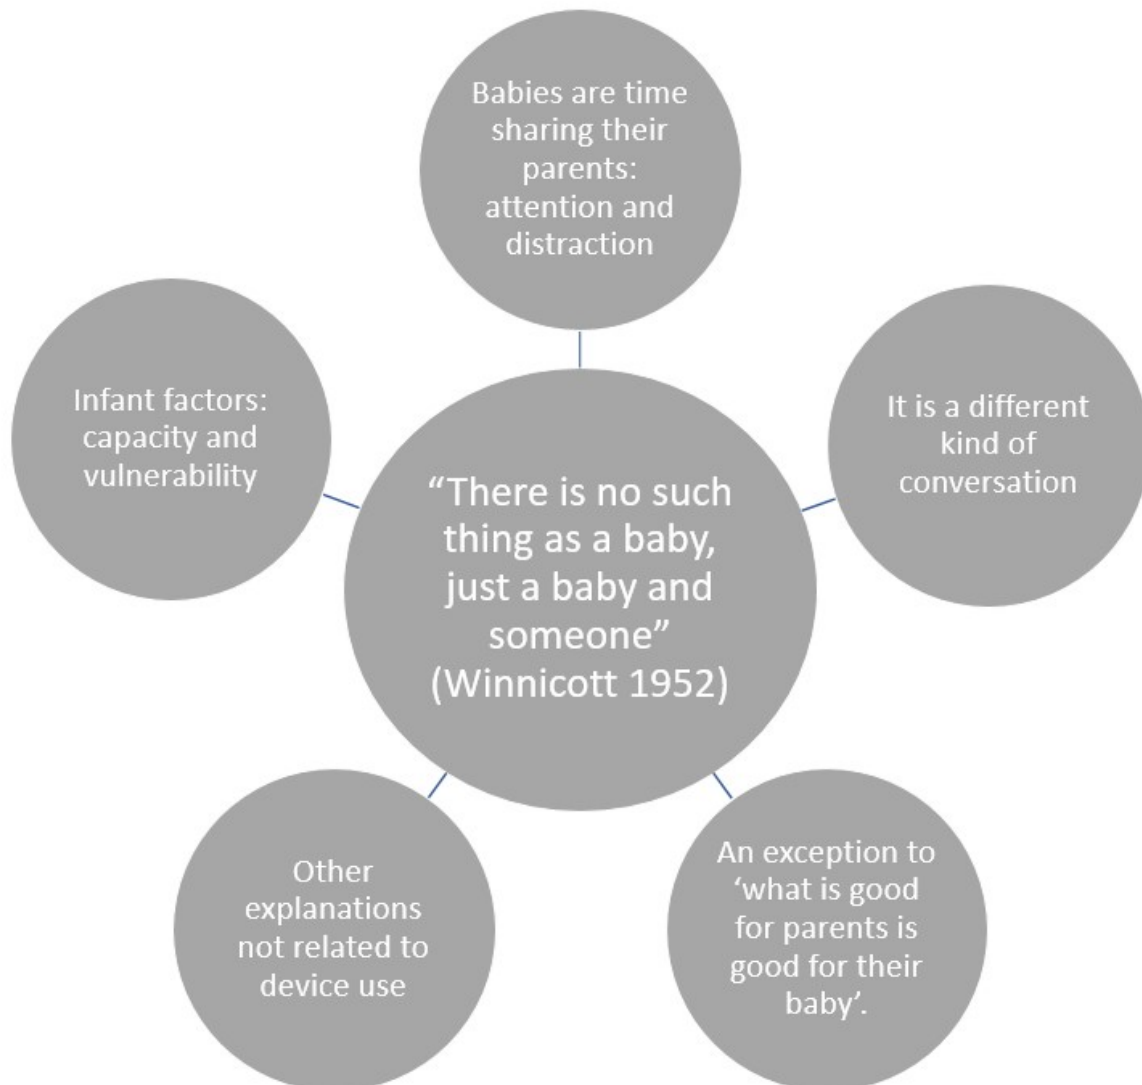 Babies are time
sharing their
parents:
attention and
distraction
Infant factors:
capacity and
vulnerability
It is a different
kind of
conversation
“There is no such
thing as a baby,
just a baby and
someone”
(Winnicott 1952)
Other
explanations
not related to
device use
An exception to
‘what is good
for parents is
good for their
baby’.